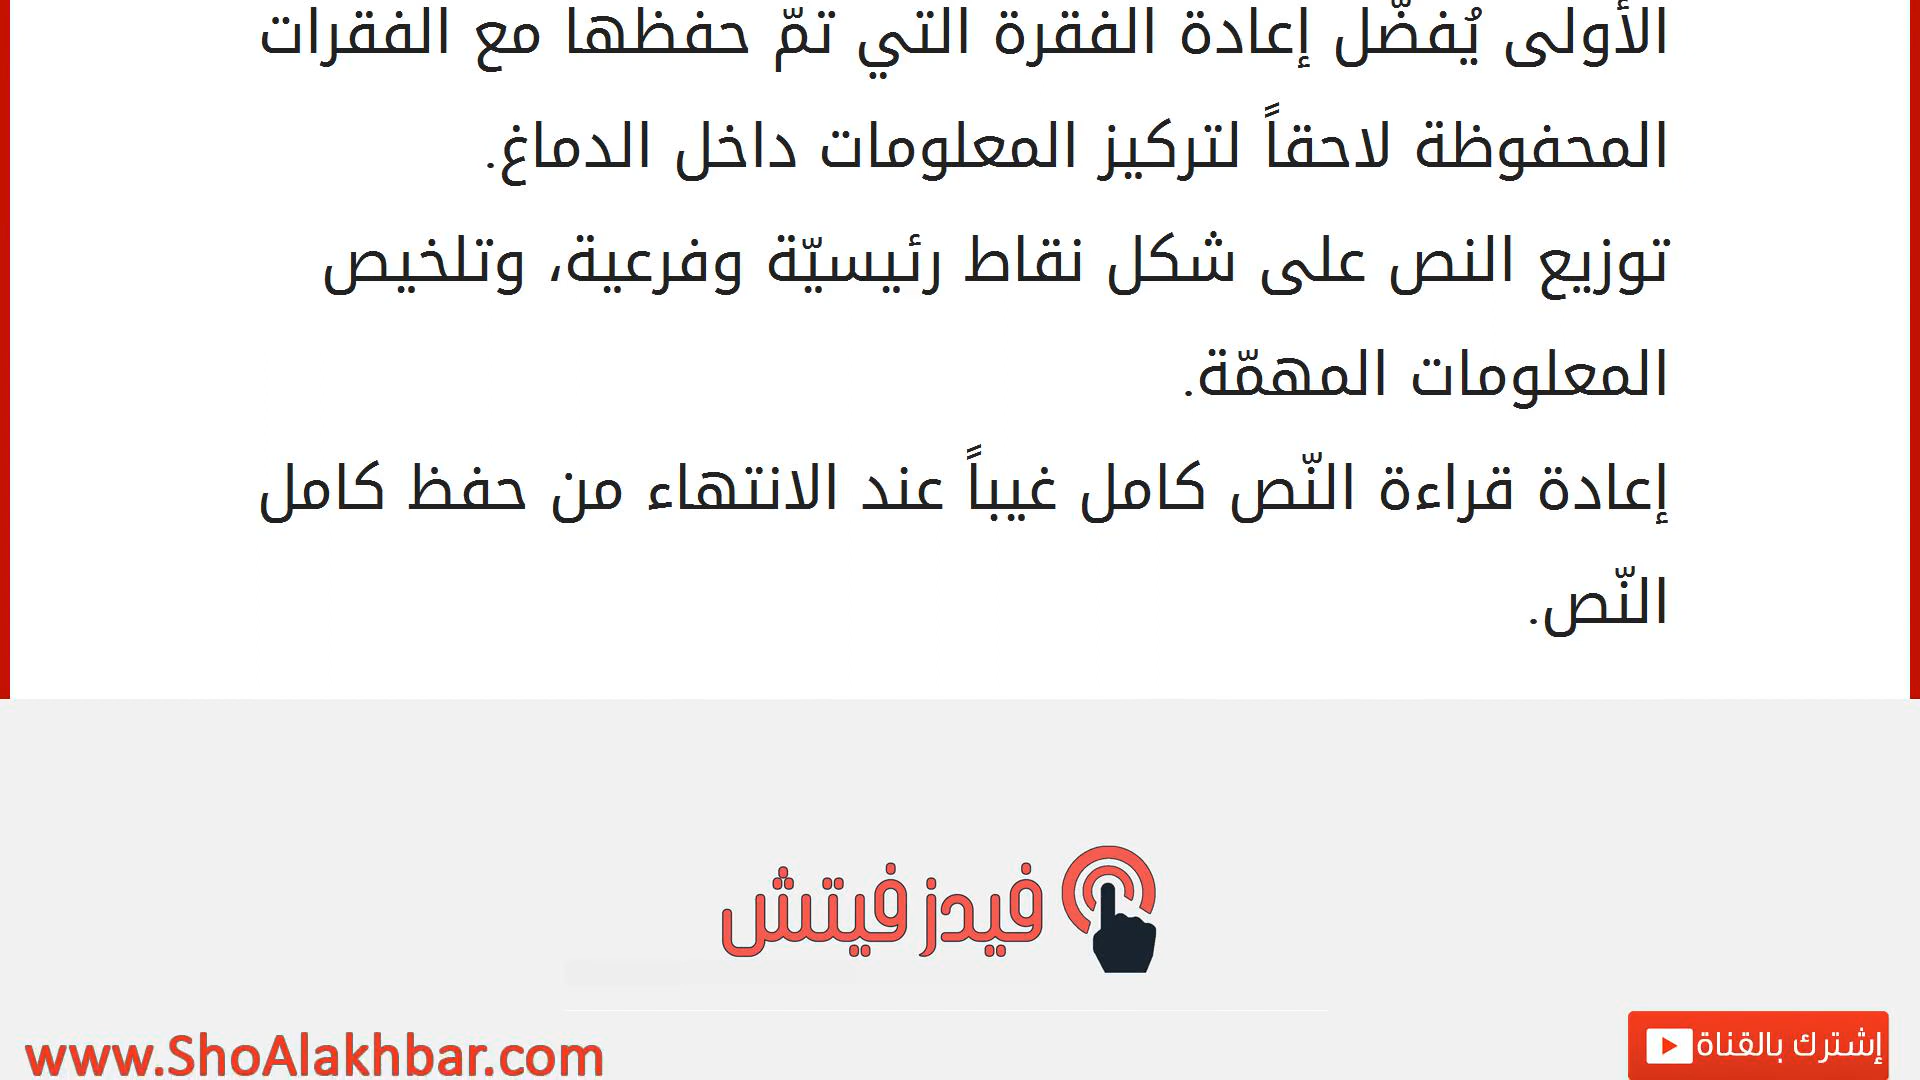 الأولى يُفضّل إعادة الفقرة التي تمّ حفظها مع الفقرات
المحفوظة لاحقاً لتركيز المعلومات داخل الدماغ.
توزيع النص على شكل نقاط رئيسيّة وفرعية، وتلخيص
المعلومات المهمّة.
إعادة قراءة النّص كامل غيباً عند الانتهاء من حفظ كامل
النّص.
فيدز فيتش
www.ShoAlakhbar.com
إشترك بالقناة